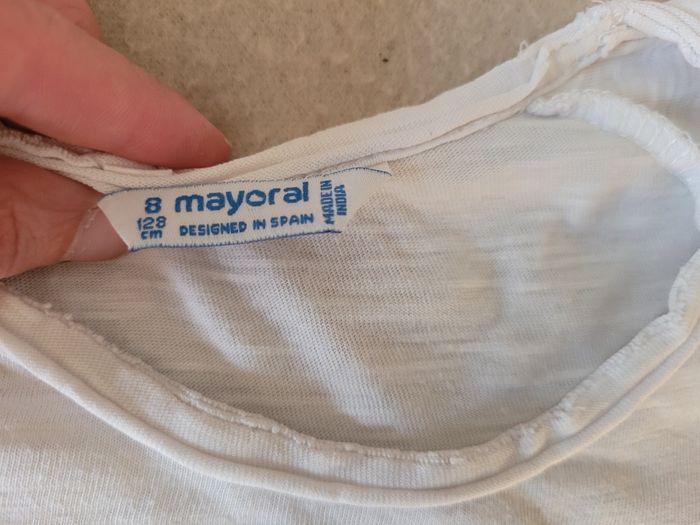 8 mayoral
128 cm
DESIGNED IN SPAIN
MADE IN INDIA